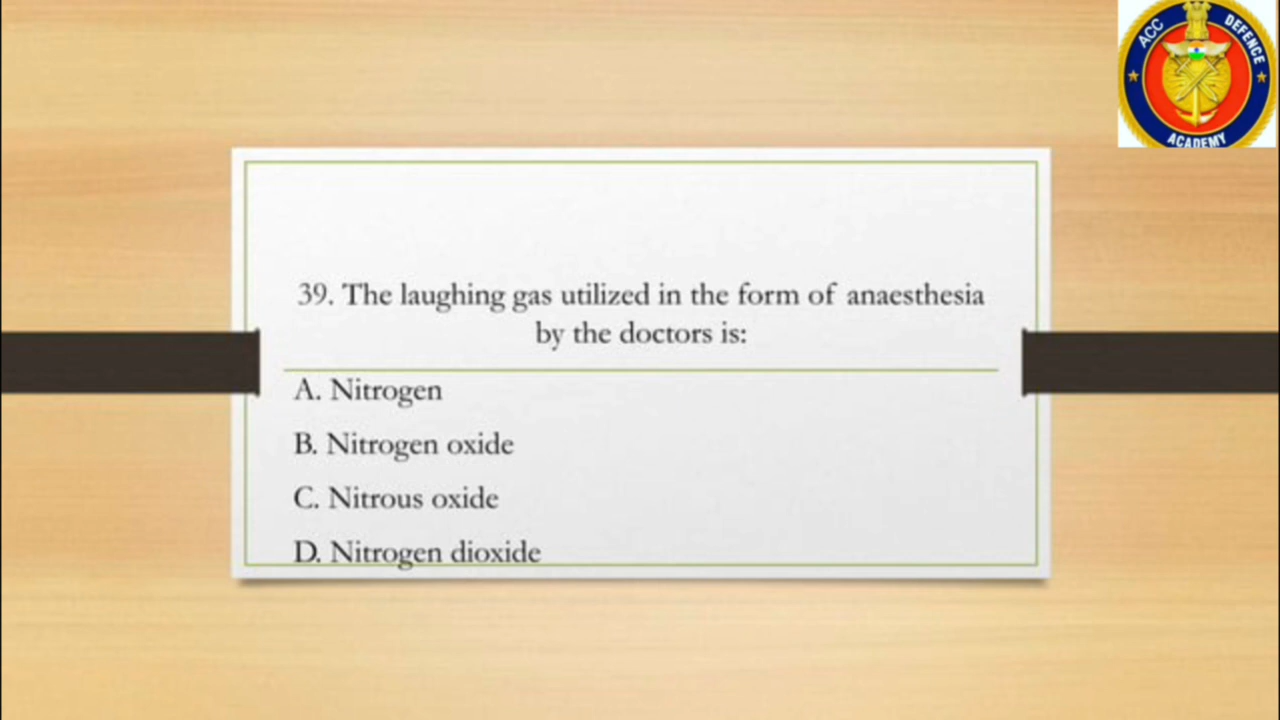 ACC DEFENCE
ACADEMY
39. The laughing gas utilized in the form of anaesthesia
by the doctors is:
A. Nitrogen
B. Nitrogen oxide
C. Nitrous oxide
D. Nitrogen dioxide